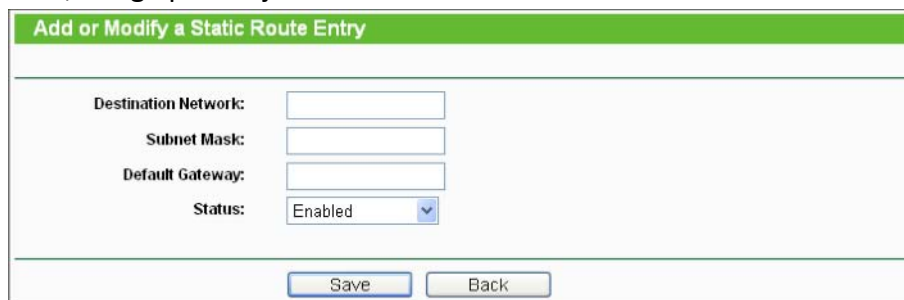 Add or Modify a Static Route Entry
Destination Network:
Subnet Mask:
Default Gateway:
Status: Enabled
Save Back